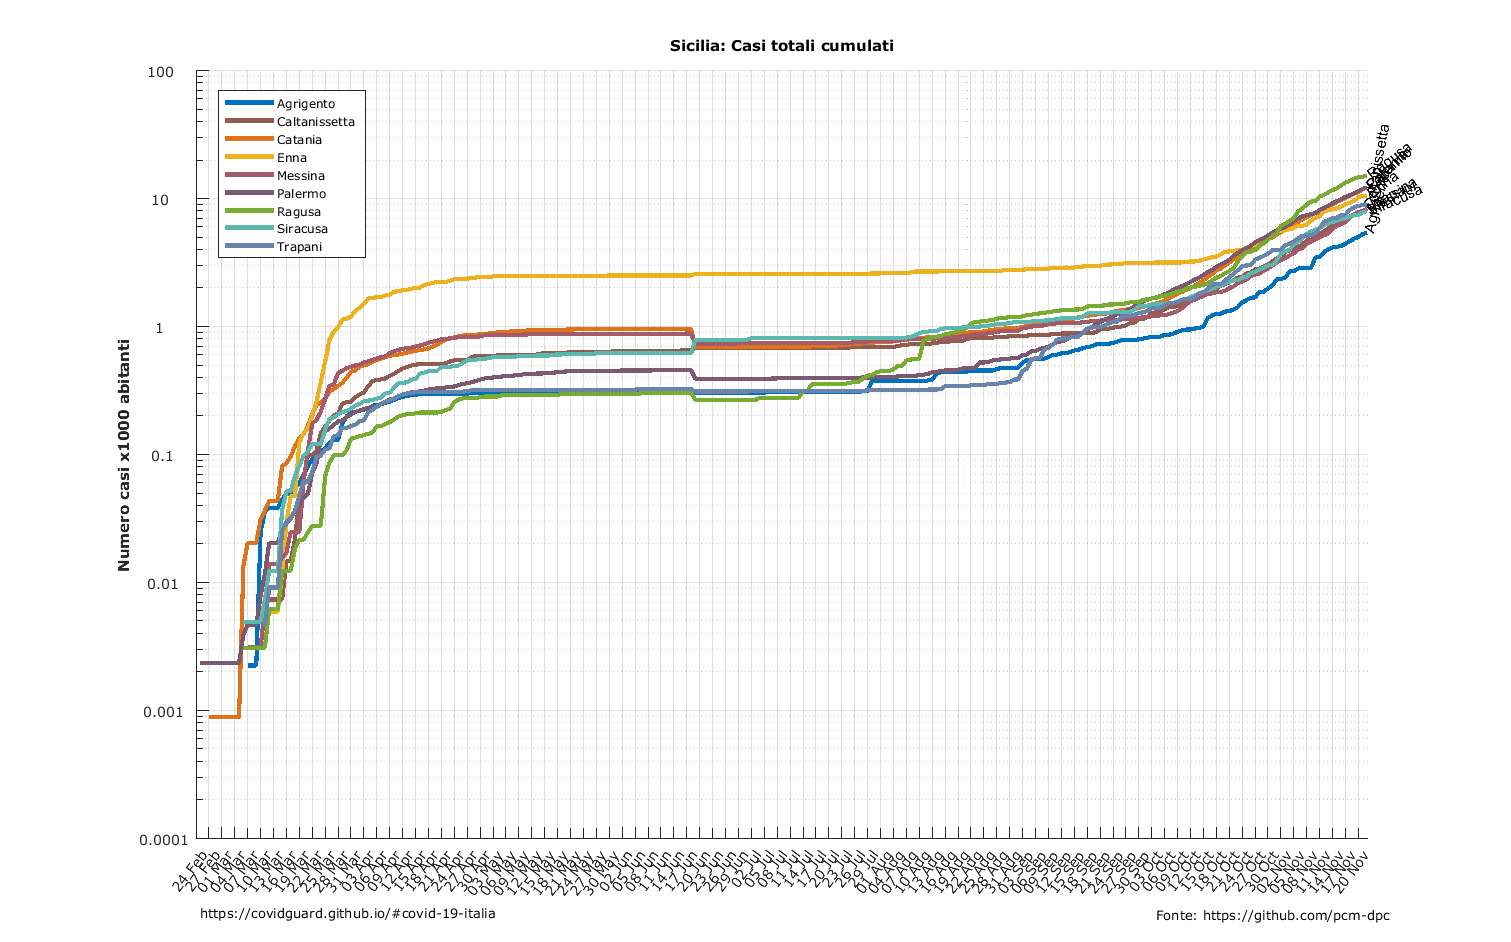 Sicilia: Casi totali cumulati
Numero casi x1000 abitanti
100
10
1
0.1
0.01
0.001
0.0001
Agrigento
Caltanissetta
Catania
Enna
Messina
Palermo
Ragusa
Siracusa
Trapani
24 Feb
27 Feb
01 Mar
04 Mar
07 Mar
10 Mar
13 Mar
16 Mar
19 Mar
22 Mar
25 Mar
28 Mar
31 Mar
03 Apr
06 Apr
09 Apr
12 Apr
15 Apr
18 Apr
21 Apr
24 Apr
27 Apr
30 Apr
03 May
06 May
09 May
12 May
15 May
18 May
21 May
24 May
27 May
30 May
02 Jun
05 Jun
08 Jun
11 Jun
14 Jun
17 Jun
20 Jun
23 Jun
26 Jun
29 Jun
02 Jul
05 Jul
08 Jul
11 Jul
14 Jul
17 Jul
20 Jul
23 Jul
26 Jul
29 Jul
01 Aug
04 Aug
07 Aug
10 Aug
13 Aug
16 Aug
19 Aug
22 Aug
25 Aug
28 Aug
31 Aug
03 Sep
06 Sep
09 Sep
12 Sep
15 Sep
18 Sep
21 Sep
24 Sep
27 Sep
30 Sep
03 Oct
06 Oct
09 Oct
12 Oct
15 Oct
18 Oct
21 Oct
24 Oct
27 Oct
30 Oct
02 Nov
05 Nov
08 Nov
11 Nov
14 Nov
17 Nov
20 Nov
https://covidguard.github.io/#covid-19-italia
Fonte: https://github.com/pcm-dpc